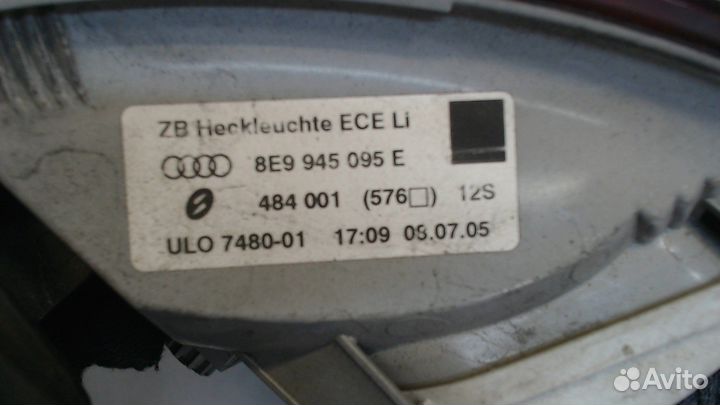 ZB Heckleuchte ECE Li
8E9 945 095 E
484 001 (576□) 12S
ULO 7480-01 17:09 08.07.05
Avito